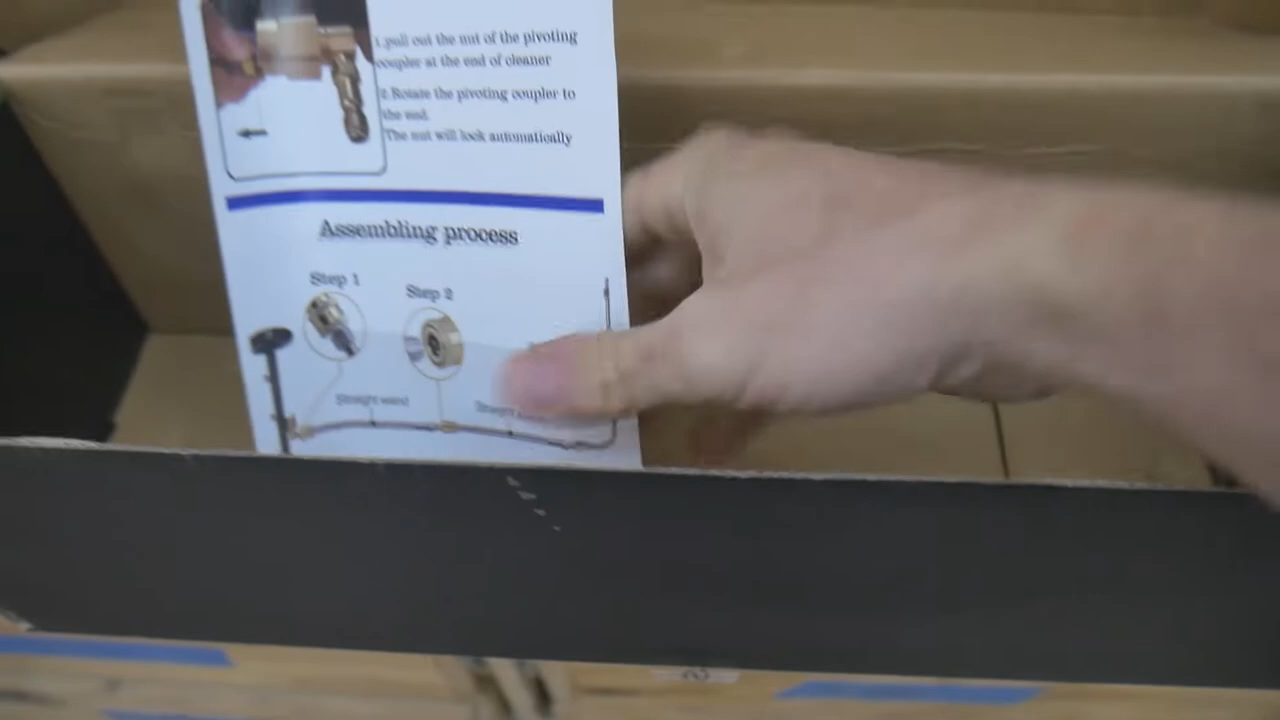 1.pull out the nut of the pivoting
coupler at the end of cleaner
2.Rotate the pivoting coupler to
the end.
The nut will lock automatically
Assembling process
Step 1
Step 2
Straight wand
Straight